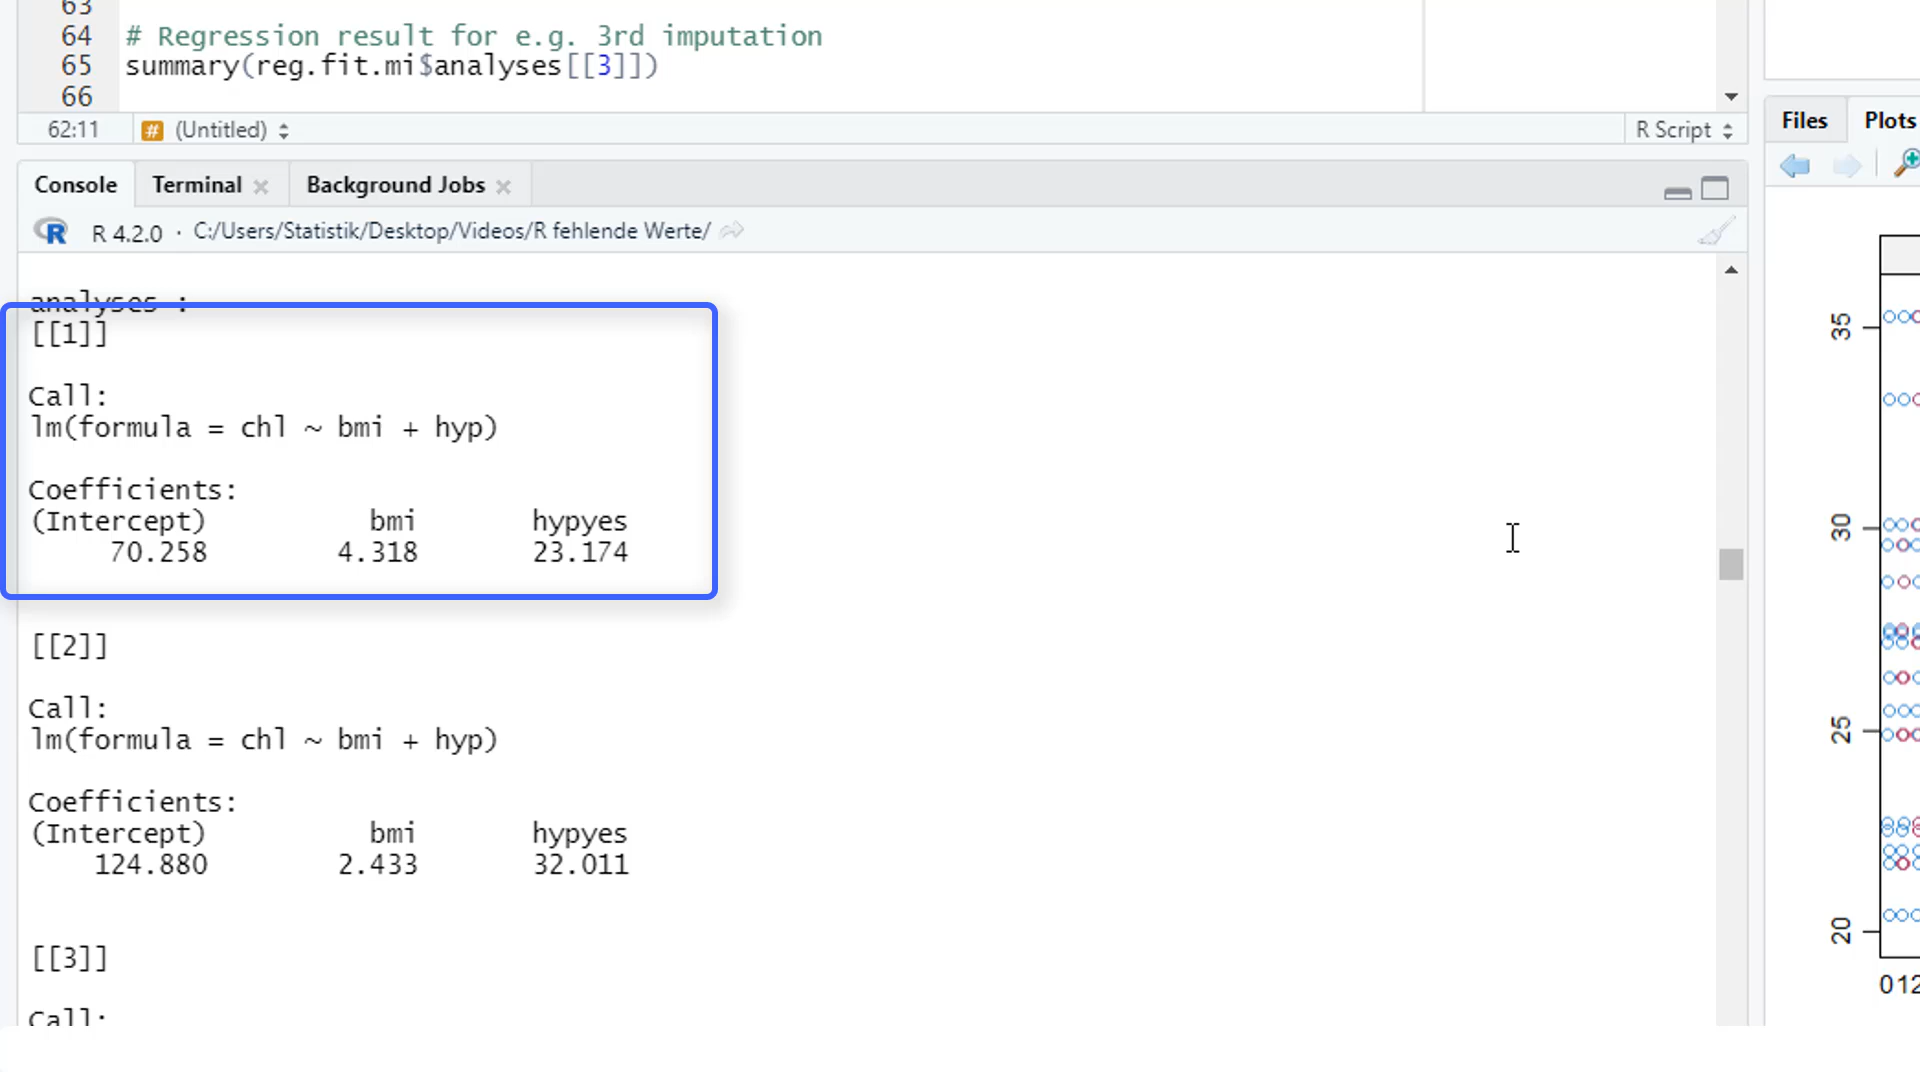 63
64 # Regression result for e.g. 3rd imputation
65 summary(reg.fit.mi$analyses[[3]])
66
62:11 # (Untitled) R Script
Files Plots
Console Terminal Background Jobs
R R 4.2.0 · C:/Users/Statistik/Desktop/Videos/R fehlende Werte/
analyses :
[[1]]
Call:
lm(formula = chl ~ bmi + hyp)
Coefficients:
(Intercept) bmi hypyes
70.258 4.318 23.174
[[2]]
Call:
lm(formula = chl ~ bmi + hyp)
Coefficients:
(Intercept) bmi hypyes
124.880 2.433 32.011
[[3]]
Call:
35
30
25
20
012